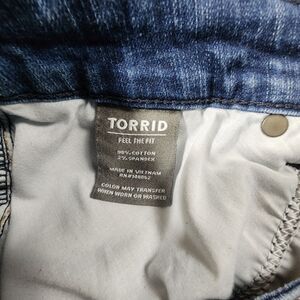 TORRID
FEEL THE FIT
98% COTTON
2% SPANDEX
MADE IN VIETNAM
COLOR MAY TRANSFER
WHEN WORN OR WASHED